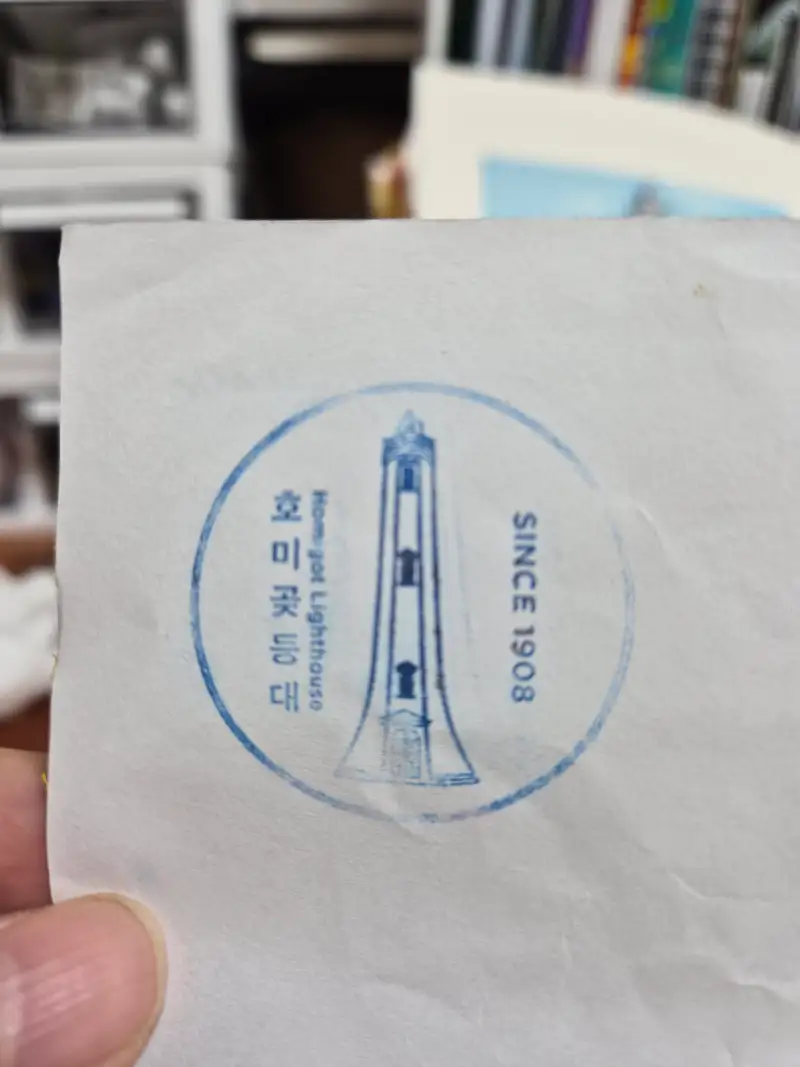 SINCE 1908
Homigot Lighthouse
호미곶등대